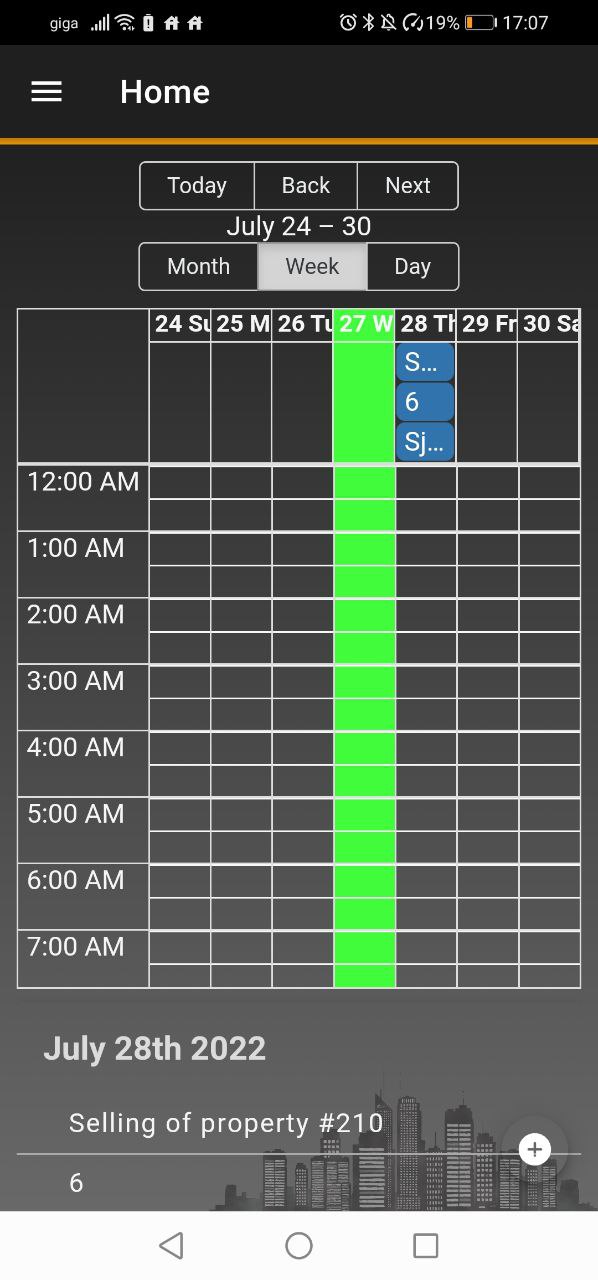 giga 19% 17:07
Home
Today Back Next
July 24 – 30
Month Week Day
24 Su 25 M 26 Tu 27 W 28 Th 29 Fr 30 Sa
S...
6
Sj...
12:00 AM
1:00 AM
2:00 AM
3:00 AM
4:00 AM
5:00 AM
6:00 AM
7:00 AM
July 28th 2022
Selling of property #210
6